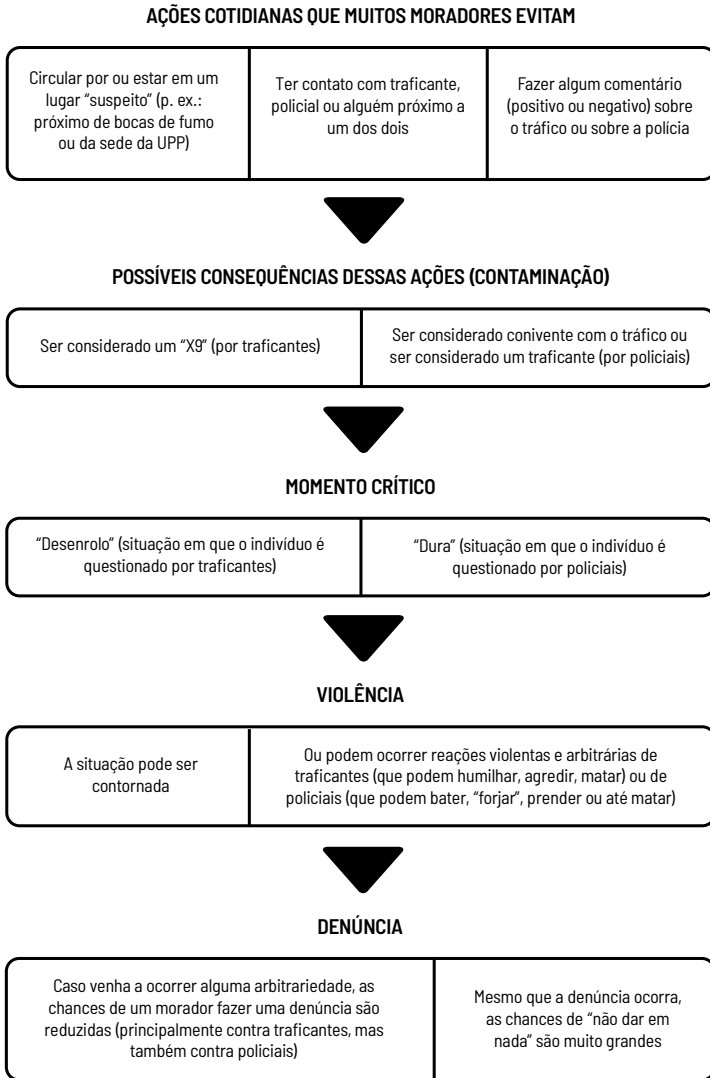 AÇÕES COTIDIANAS QUE MUITOS MORADORES EVITAM
Circular por ou estar em um
lugar “suspeito” (p. ex.:
próximo de bocas de fumo
ou da sede da UPP)
Ter contato com traficante,
policial ou alguém próximo a
um dos dois
Fazer algum comentário
(positivo ou negativo) sobre
o tráfico ou sobre a polícia
POSSÍVEIS CONSEQUÊNCIAS DESSAS AÇÕES (CONTAMINAÇÃO)
Ser considerado um “X9” (por traficantes)
Ser considerado conivente com o tráfico ou
ser considerado um traficante (por policiais)
MOMENTO CRÍTICO
“Desenrolo” (situação em que o indivíduo é
questionado por traficantes)
“Dura” (situação em que o indivíduo é
questionado por policiais)
VIOLÊNCIA
A situação pode ser
contornada
Ou podem ocorrer reações violentas e arbitrárias de
traficantes (que podem humilhar, agredir, matar) ou de
policiais (que podem bater, “forjar”, prender ou até matar)
DENÚNCIA
Caso venha a ocorrer alguma arbitrariedade, as
chances de um morador fazer uma denúncia são
reduzidas (principalmente contra traficantes, mas
também contra policiais)
Mesmo que a denúncia ocorra,
as chances de “não dar em
nada” são muito grandes